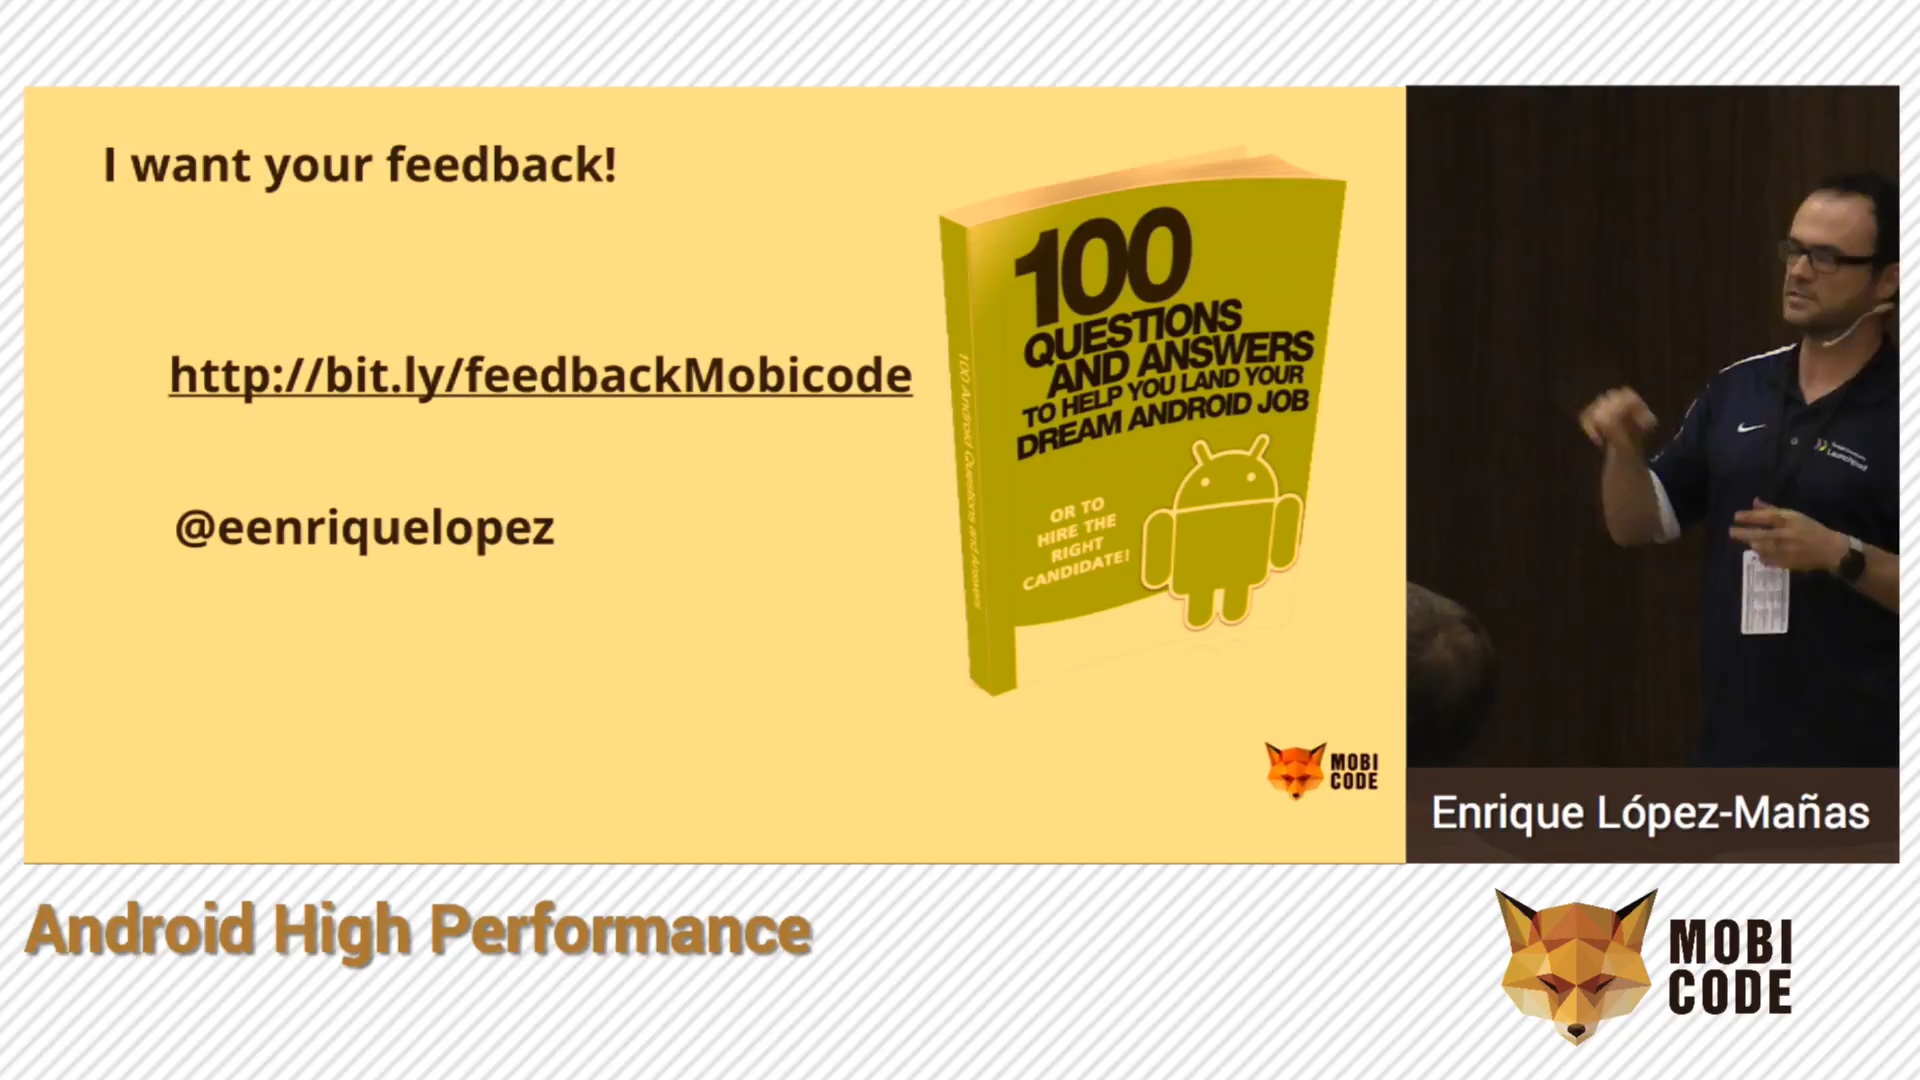 I want your feedback!
http://bit.ly/feedbackMobicode
@eenriquelopez
100
QUESTIONS
AND ANSWERS
TO HELP YOU LAND YOUR
DREAM ANDROID JOB
OR TO
HIRE THE
RIGHT
CANDIDATE!
100 Android Questions and Answers
MOBI
CODE
Launchpad
Enrique López-Mañas
Android High Performance
MOBI
CODE